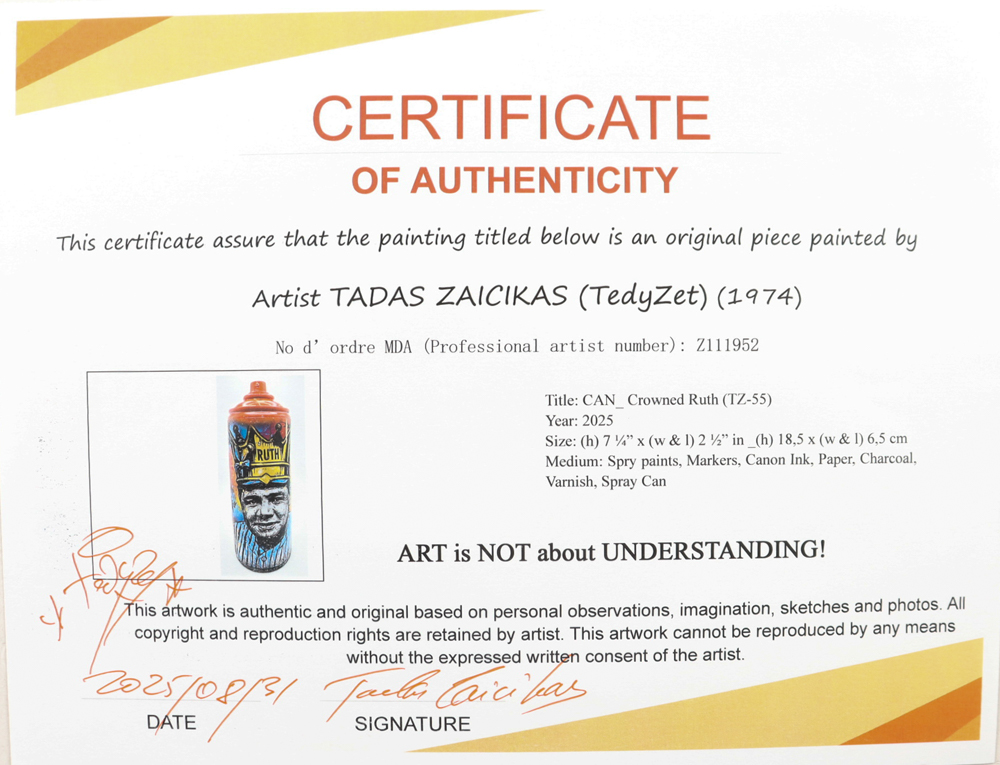 CERTIFICATE
OF AUTHENTICITY
This certificate assure that the painting titled below is an original piece painted by
Artist TADAS ZAICIKAS (TedyZet) (1974)
No d' ordre MDA (Professional artist number): Z111952
RUTH
Title: CAN_ Crowned Ruth (TZ-55)
Year: 2025
Size: (h) 7 ¼” x (w & l) 2 ½” in _(h) 18,5 x (w & l) 6,5 cm
Medium: Spry paints, Markers, Canon Ink, Paper, Charcoal,
Varnish, Spray Can
ART is NOT about UNDERSTANDING!
This artwork is authentic and original based on personal observations, imagination, sketches and photos. All
copyright and reproduction rights are retained by artist. This artwork cannot be reproduced by any means
without the expressed written consent of the artist.
2025/08/31 Tadas Zaicikas
DATE SIGNATURE